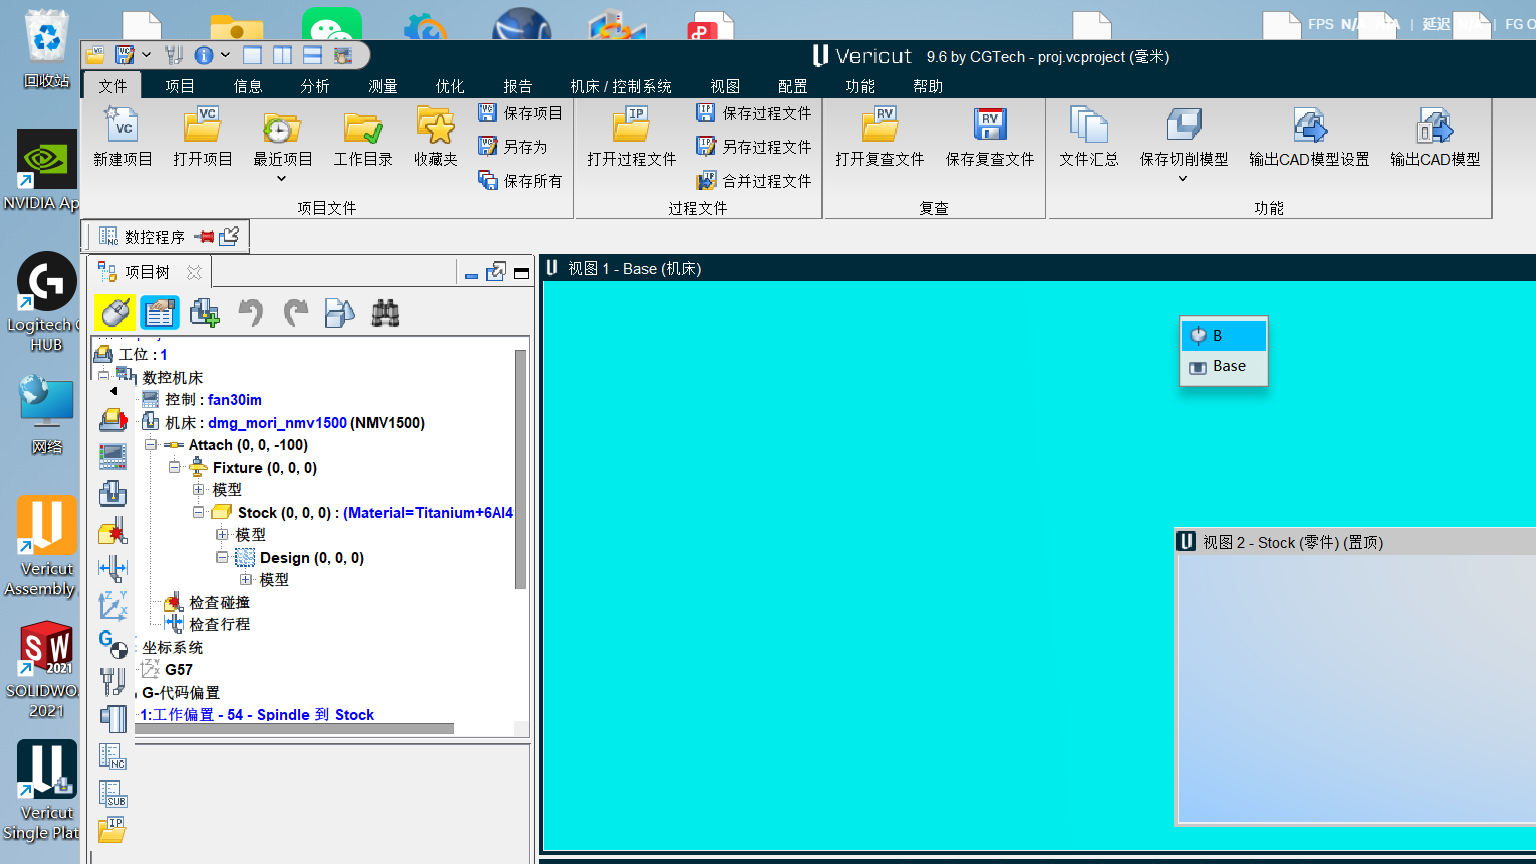 FPS N/A N/A | 延迟 N/A | FG O
回收站
NVIDIA Ap
Logitech G
HUB
网络
Vericut
Assembly
SOLIDWO
2021
Vericut
Single Plat
Vericut 9.6 by CGTech - proj.vcproject (毫米)
文件 项目 信息 分析 测量 优化 报告 机床 / 控制系统 视图 配置 功能 帮助
新建项目 打开项目 最近项目 工作目录 收藏夹
保存项目
另存为
保存所有
项目文件
打开过程文件
保存过程文件
另存过程文件
合并过程文件
过程文件
打开复查文件 保存复查文件
复查
文件汇总 保存切削模型 输出CAD模型设置 输出CAD模型
功能
数控程序
项目树
工位 : 1
数控机床
控制 : fan30im
机床 : dmg_mori_nmv1500 (NMV1500)
Attach (0, 0, -100)
Fixture (0, 0, 0)
模型
Stock (0, 0, 0) : (Material=Titanium+6Al4
模型
Design (0, 0, 0)
模型
检查碰撞
检查行程
坐标系统
G57
G-代码偏置
1:工作偏置 - 54 - Spindle 到 Stock
视图 1 - Base (机床)
B
Base
视图 2 - Stock (零件) (置顶)